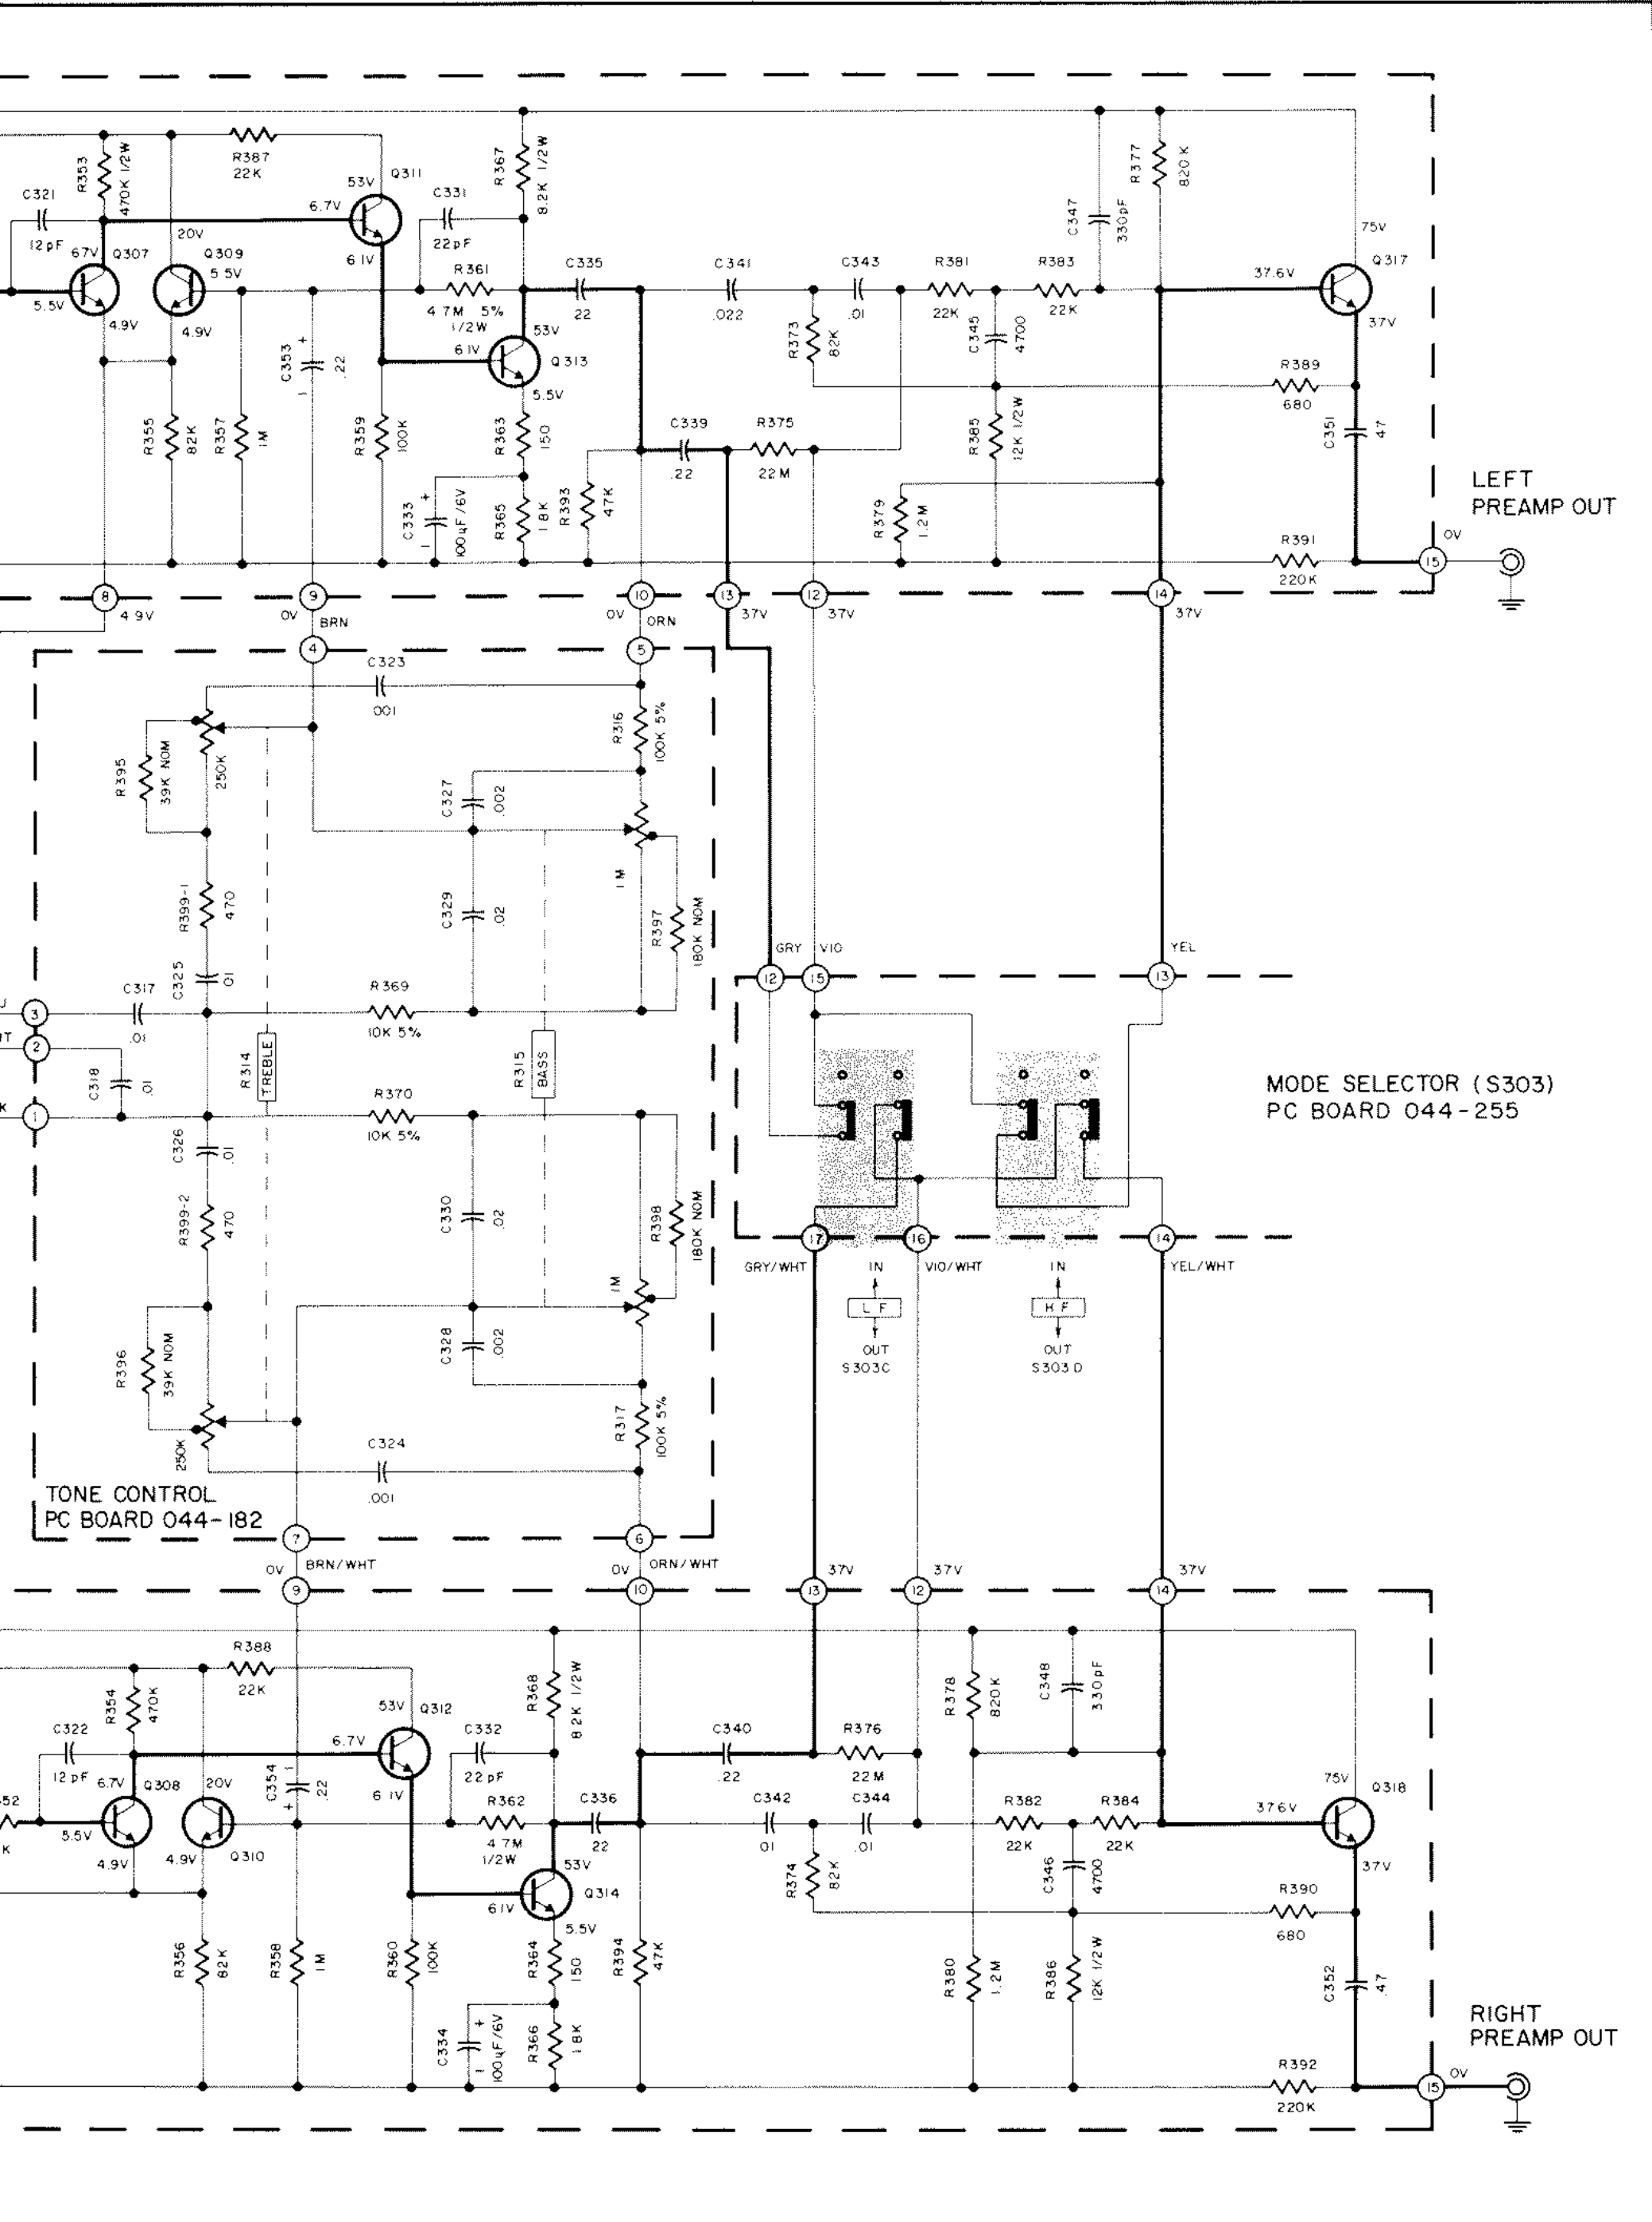 R353
470K 1/2W
C321
12pF
67V
Q307
5.5V
4.9V
R387
22K
20V
Q309
5 5V
4.9V
R355
82K
R357
1M
C353
+
.22
−
53V
Q311
6.7V
6 1V
R359
100K
C331
22pF
R361
4 7M 5%
1/2W
R367
8.2K 1/2W
53V
6 1V
Q313
5.5V
R363
150
C333
+
−
100µF/6V
R365
1 8K
R393
47K
C335
22
C339
.22
R375
22M
C341
.022
C343
.01
R373
82K
R381
22K
R383
22K
C345
4700
R385
12K 1/2W
R379
1.2M
C347
330pF
R377
820K
75V
37.6V
Q317
37V
R389
680
C351
47
R391
220K
LEFT
PREAMP OUT
15
0V
8
4 9V
9
0V
BRN
10
0V
ORN
13
37V
12
37V
14
37V
4
5
C323
001
R395
39K NOM
250K
R316
100K 5%
C327
.002
C329
.02
1M
R397
180K NOM
R399-1
470
C325
.01
C317
.01
3
2
1
C318
.01
R369
10K 5%
R314
TREBLE
R315
BASS
R370
10K 5%
C326
.01
R399-2
470
C330
.02
R398
180K NOM
1M
C328
.002
R396
39K NOM
250K
R317
100K 5%
C324
.001
TONE CONTROL
PC BOARD 044-182
7
6
GRY
VIO
YEL
12
15
13
MODE SELECTOR (S303)
PC BOARD 044-255
17
16
14
GRY/WHT
VIO/WHT
YEL/WHT
IN
L F
OUT
S303C
IN
H F
OUT
S303D
0V
BRN/WHT
9
0V
ORN/WHT
10
13
37V
12
37V
14
37V
R388
22K
R354
470K
C322
12pF
6.7V
Q308
5.5V
4.9V
20V
4.9V
Q310
R356
82K
R358
1M
C354
−
+
.22
53V
Q312
6.7V
6 1V
R360
100K
C332
22pF
R362
4 7M
1/2W
R368
8 2K 1/2W
53V
61V
Q314
5.5V
R364
150
C334
+
−
100µF/6V
R366
1 8K
R394
47K
C336
22
C340
.22
R376
22M
C342
01
C344
.01
R374
82K
R378
820K
C348
330pF
R382
22K
R384
22K
C346
4700
R380
1.2M
R386
12K 1/2W
75V
Q318
376V
37V
R390
680
C352
.47
R392
220K
RIGHT
PREAMP OUT
15
0V